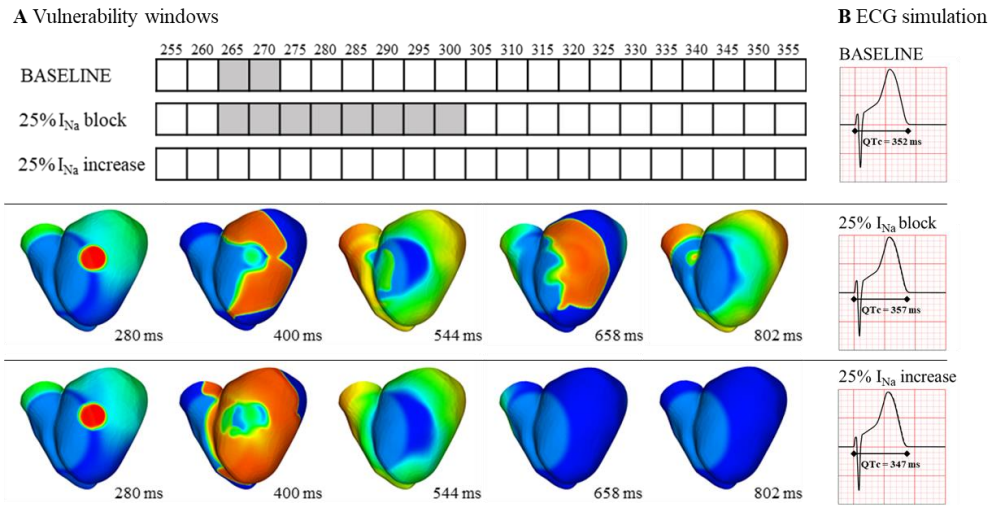 A Vulnerability windows
255 260 265 270 275 280 285 290 295 300 305 310 315 320 325 330 335 340 345 350 355
BASELINE
25% INa block
25% INa increase
280 ms 400 ms 544 ms 658 ms 802 ms
280 ms 400 ms 544 ms 658 ms 802 ms
B ECG simulation
BASELINE
QTc = 352 ms
25% INa block
QTc = 357 ms
25% INa increase
QTc = 347 ms